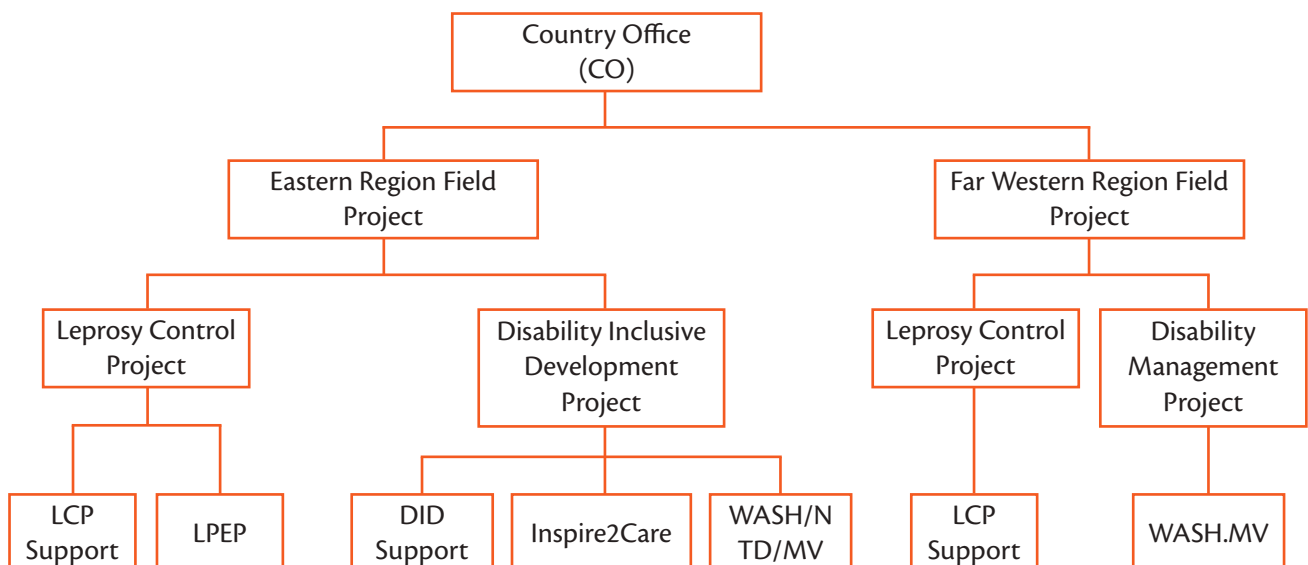 Country Office
(CO)
Eastern Region Field
Project
Far Western Region Field
Project
Leprosy Control
Project
Disability Inclusive
Development
Project
Leprosy Control
Project
Disability
Management
Project
LCP
Support
LPEP
DID
Support
Inspire2Care
WASH/N
TD/MV
LCP
Support
WASH.MV